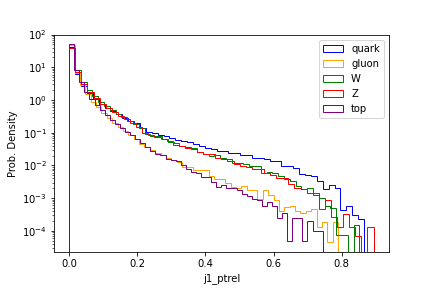 10²
10¹
10⁰
10⁻¹
10⁻²
10⁻³
10⁻⁴
Prob. Density
0.0 0.2 0.4 0.6 0.8
j1_ptrel
quark
gluon
W
Z
top